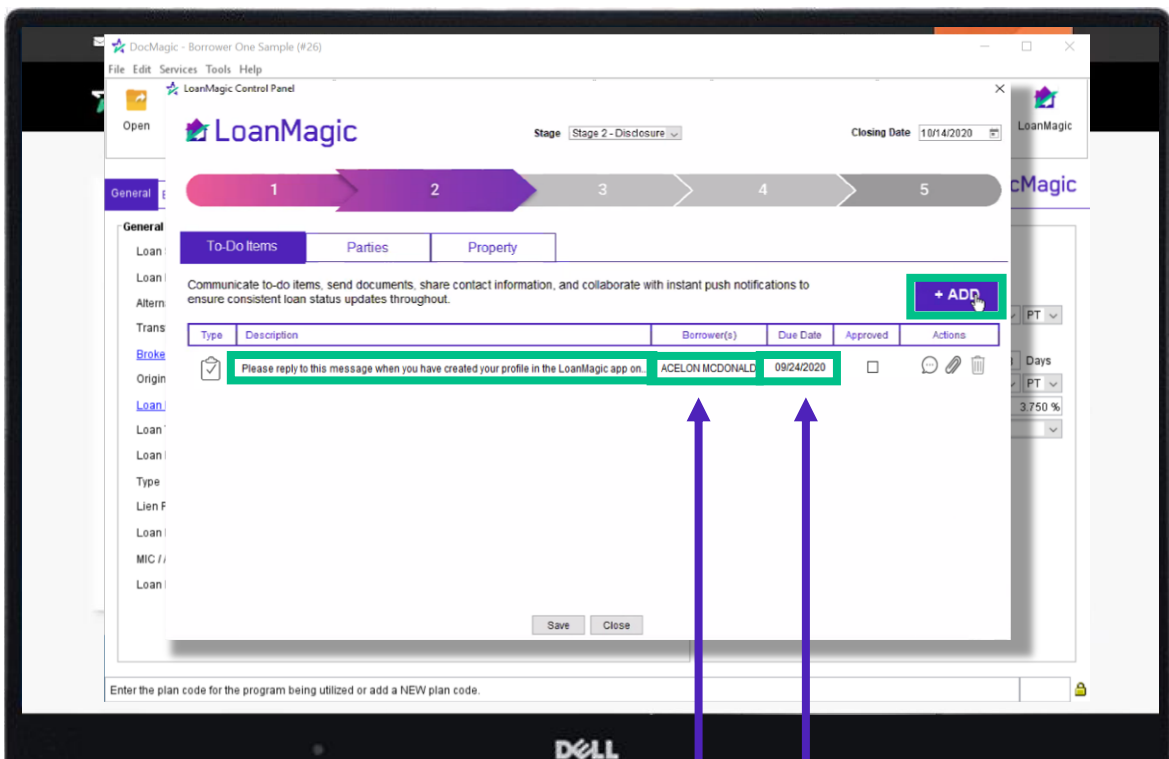 DocMagic - Borrower One Sample (#26)
File Edit Services Tools Help
LoanMagic Control Panel
Open
LoanMagic
Stage Stage 2 - Disclosure
Closing Date 10/14/2020
LoanMagic
1 2 3 4 5
General
cMagic
General
To-Do Items Parties Property
Loan
Loan
Communicate to-do items, send documents, share contact information, and collaborate with instant push notifications to
ensure consistent loan status updates throughout.
+ ADD
Altern
PT
Trans
Type Description Borrower(s) Due Date Approved Actions
Broke
Days
Please reply to this message when you have created your profile in the LoanMagic app on... ACELON MCDONALD 09/24/2020
Origin
PT
Loan
3.750 %
Loan
Loan
Type
Lien
Loan
MIC /
Loan
Save Close
Enter the plan code for the program being utilized or add a NEW plan code.
DELL